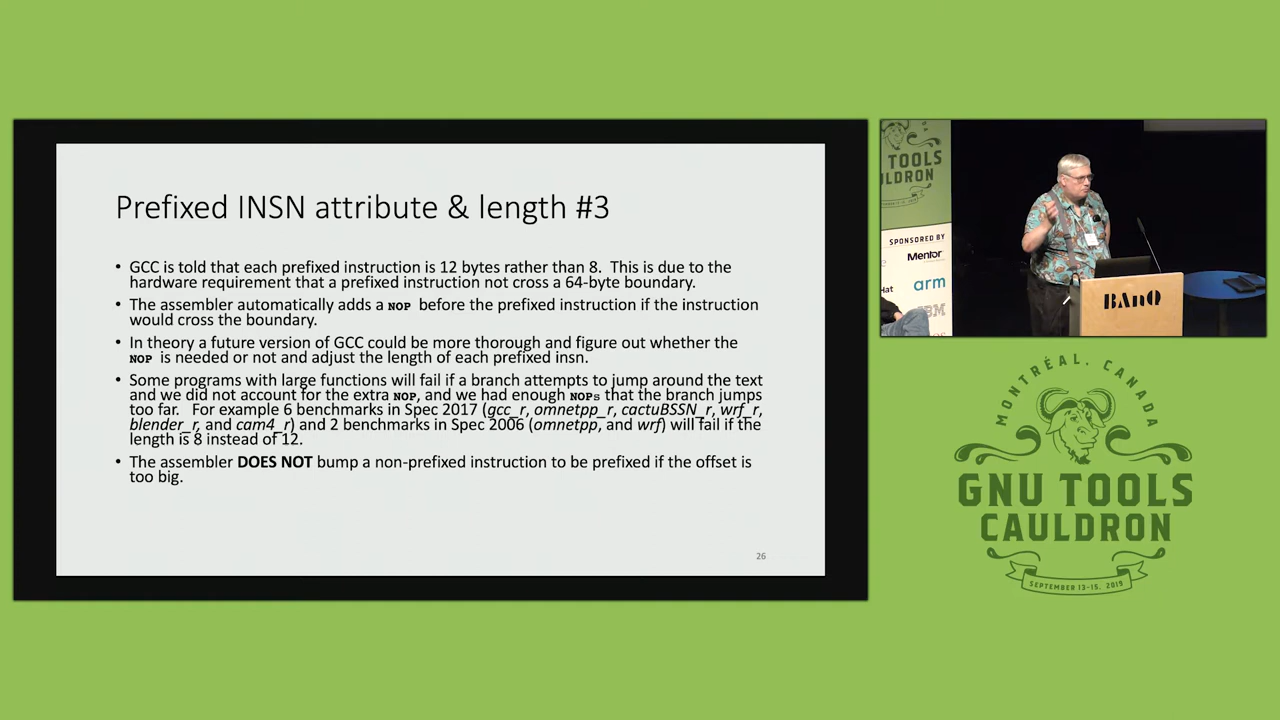 Prefixed INSN attribute & length #3
• GCC is told that each prefixed instruction is 12 bytes rather than 8. This is due to the
hardware requirement that a prefixed instruction not cross a 64-byte boundary.
• The assembler automatically adds a NOP before the prefixed instruction if the instruction
would cross the boundary.
• In theory a future version of GCC could be more thorough and figure out whether the
NOP is needed or not and adjust the length of each prefixed insn.
• Some programs with large functions will fail if a branch attempts to jump around the text
and we did not account for the extra NOP, and we had enough NOPs that the branch jumps
too far. For example 6 benchmarks in Spec 2017 (gcc_r, omnetpp_r, cactuBSSN_r, wrf_r,
blender_r, and cam4_r) and 2 benchmarks in Spec 2006 (omnetpp, and wrf) will fail if the
length is 8 instead of 12.
• The assembler DOES NOT bump a non-prefixed instruction to be prefixed if the offset is
too big.
26
TOOLS
LDRON
SPONSORED BY
Mentor
Hat
arm
IBM
BAnQ
MONTRÉAL, CANADA
GNU TOOLS
CAULDRON
SEPTEMBER 13-15, 2019